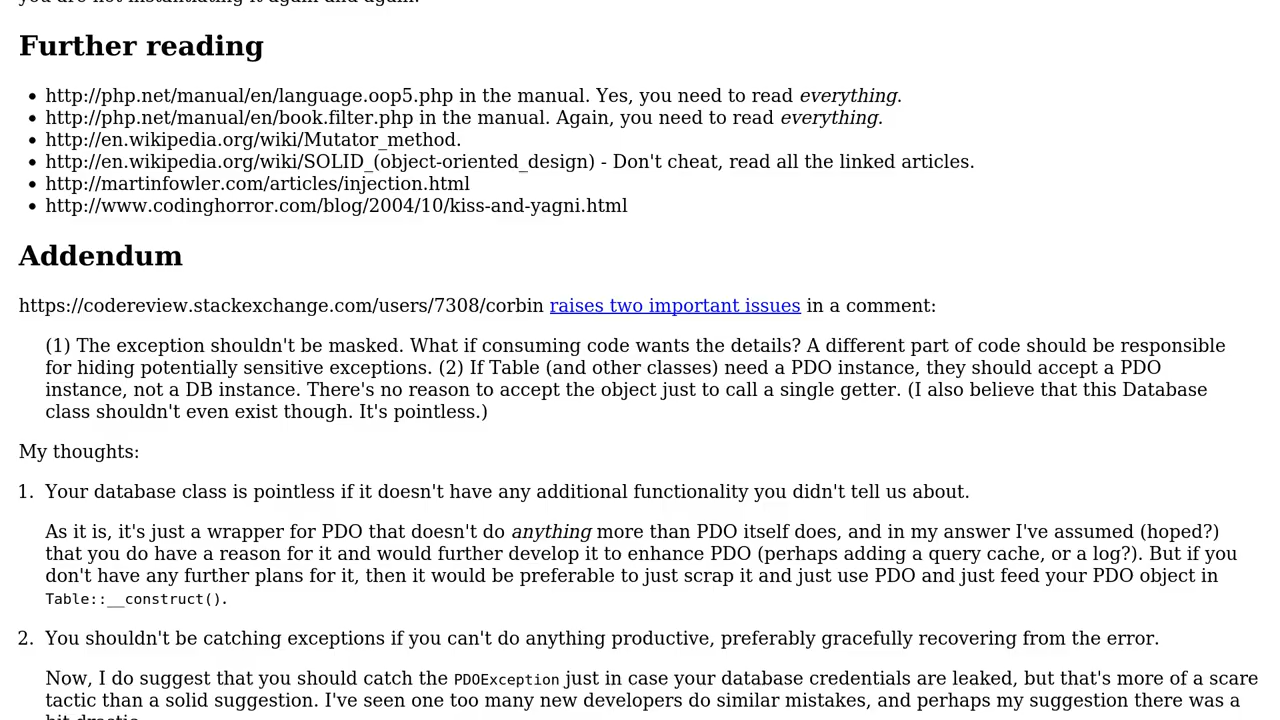 you are not instantiating it again and again.
Further reading
• http://php.net/manual/en/language.oop5.php in the manual. Yes, you need to read everything.
• http://php.net/manual/en/book.filter.php in the manual. Again, you need to read everything.
• http://en.wikipedia.org/wiki/Mutator_method.
• http://en.wikipedia.org/wiki/SOLID_(object-oriented_design) - Don't cheat, read all the linked articles.
• http://martinfowler.com/articles/injection.html
• http://www.codinghorror.com/blog/2004/10/kiss-and-yagni.html
Addendum
https://codereview.stackexchange.com/users/7308/corbin raises two important issues in a comment:
(1) The exception shouldn't be masked. What if consuming code wants the details? A different part of code should be responsible
for hiding potentially sensitive exceptions. (2) If Table (and other classes) need a PDO instance, they should accept a PDO
instance, not a DB instance. There's no reason to accept the object just to call a single getter. (I also believe that this Database
class shouldn't even exist though. It's pointless.)
My thoughts:
1. Your database class is pointless if it doesn't have any additional functionality you didn't tell us about.
As it is, it's just a wrapper for PDO that doesn't do anything more than PDO itself does, and in my answer I've assumed (hoped?)
that you do have a reason for it and would further develop it to enhance PDO (perhaps adding a query cache, or a log?). But if you
don't have any further plans for it, then it would be preferable to just scrap it and just use PDO and just feed your PDO object in
Table::__construct().
2. You shouldn't be catching exceptions if you can't do anything productive, preferably gracefully recovering from the error.
Now, I do suggest that you should catch the PDOException just in case your database credentials are leaked, but that's more of a scare
tactic than a solid suggestion. I've seen one too many new developers do similar mistakes, and perhaps my suggestion there was a
bit drastic.